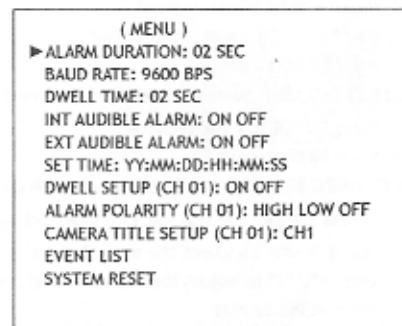 ( MENU )
▶ ALARM DURATION: 02 SEC
BAUD RATE: 9600 BPS
DWELL TIME: 02 SEC
INT AUDIBLE ALARM: ON OFF
EXT AUDIBLE ALARM: ON OFF
SET TIME: YY:MM:DD:HH:MM:SS
DWELL SETUP (CH 01): ON OFF
ALARM POLARITY (CH 01): HIGH LOW OFF
CAMERA TITLE SETUP (CH 01): CH1
EVENT LIST
SYSTEM RESET